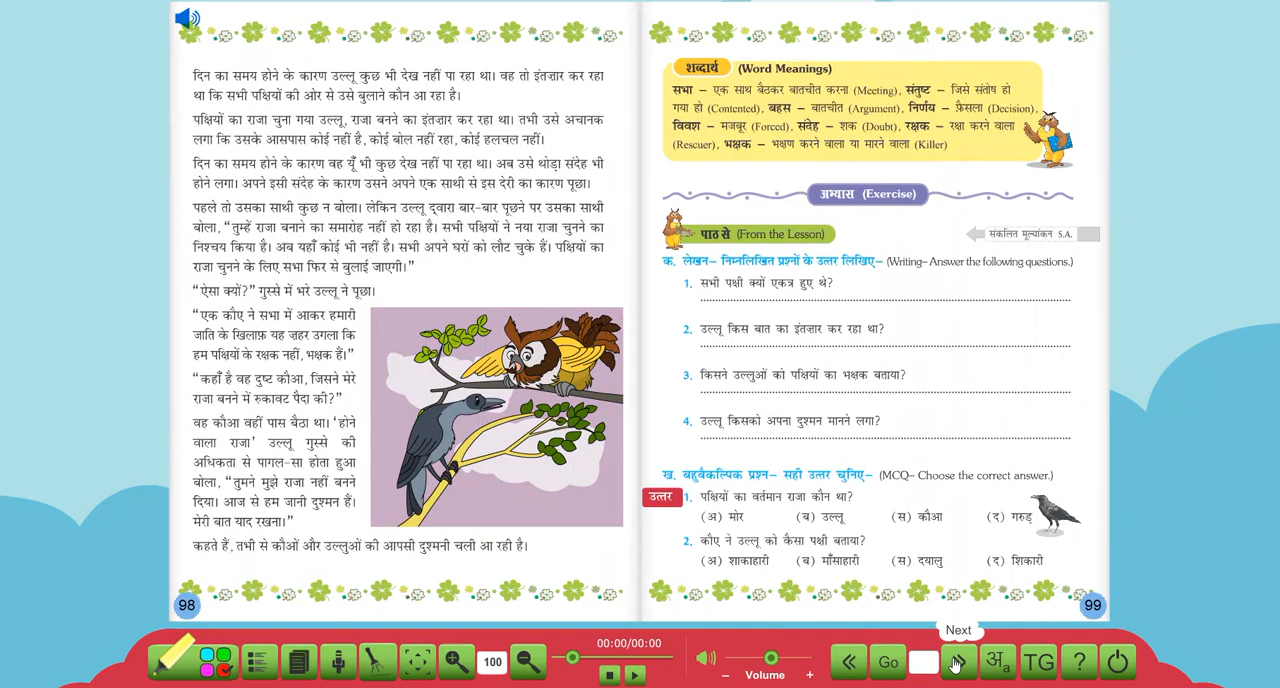 दिन का समय होने के कारण उल्लू कुछ भी देख नहीं पा रहा था। वह तो इंतज़ार कर रहा
था कि सभी पक्षियों की ओर से उसे बुलाने कौन आ रहा है।
पक्षियों का राजा चुना गया उल्लू, राजा बनने का इंतज़ार कर रहा था। तभी उसे अचानक
लगा कि उसके आसपास कोई नहीं है, कोई बोल नहीं रहा, कोई हलचल नहीं।
दिन का समय होने के कारण वह यूँ भी कुछ देख नहीं पा रहा था। अब उसे थोड़ा संदेह भी
होने लगा। अपने इसी संदेह के कारण उसने अपने एक साथी से इस देरी का कारण पूछा।
पहले तो उसका साथी कुछ न बोला। लेकिन उल्लू द्वारा बार-बार पूछने पर उसका साथी
बोला, “तुम्हें राजा बनाने का समारोह नहीं हो रहा है। सभी पक्षियों ने नया राजा चुनने का
निश्चय किया है। अब यहाँ कोई भी नहीं है। सभी अपने घरों को लौट चुके हैं। पक्षियों का
राजा चुनने के लिए सभा फिर से बुलाई जाएगी।”
“ऐसा क्यों?” गुस्से में भरे उल्लू ने पूछा।
“एक कौए ने सभा में आकर हमारी
जाति के खिलाफ़ यह ज़हर उगला कि
हम पक्षियों के रक्षक नहीं, भक्षक हैं।”
“कहाँ है वह दुष्ट कौआ, जिसने मेरे
राजा बनने में रुकावट पैदा की?”
वह कौआ वहीं पास बैठा था। ‘होने
वाला राजा’ उल्लू गुस्से की
अधिकता से पागल-सा होता हुआ
बोला, “तुमने मुझे राजा नहीं बनने
दिया। आज से हम जानी दुश्मन हैं।
मेरी बात याद रखना।”
कहते हैं, तभी से कौओं और उल्लुओं की आपसी दुश्मनी चली आ रही है।
98
शब्दार्थ (Word Meanings)
सभा – एक साथ बैठकर बातचीत करना (Meeting), संतुष्ट – जिसे संतोष हो
गया हो (Contented), बहस – बातचीत (Argument), निर्णय – फ़ैसला (Decision),
विवश – मजबूर (Forced), संदेह – शक (Doubt), रक्षक – रक्षा करने वाला
(Rescuer), भक्षक – भक्षण करने वाला या मारने वाला (Killer)
अभ्यास (Exercise)
पाठ से (From the Lesson)
संकलित मूल्यांकन S.A.
क. लेखन– निम्नलिखित प्रश्नों के उत्तर लिखिए– (Writing– Answer the following questions.)
1. सभी पक्षी क्यों एकत्र हुए थे?
2. उल्लू किस बात का इंतज़ार कर रहा था?
3. किसने उल्लुओं को पक्षियों का भक्षक बताया?
4. उल्लू किसको अपना दुश्मन मानने लगा?
ख. बहुवैकल्पिक प्रश्न– सही उत्तर चुनिए– (MCQ– Choose the correct answer.)
उत्तर 1. पक्षियों का वर्तमान राजा कौन था?
(अ) मोर (ब) उल्लू (स) कौआ (द) गरुड़
2. कौए ने उल्लू को कैसा पक्षी बताया?
(अ) शाकाहारी (ब) माँसाहारी (स) दयालु (द) शिकारी
99
Next
00:00/00:00
100
– Volume +
Go
अa
TG
?